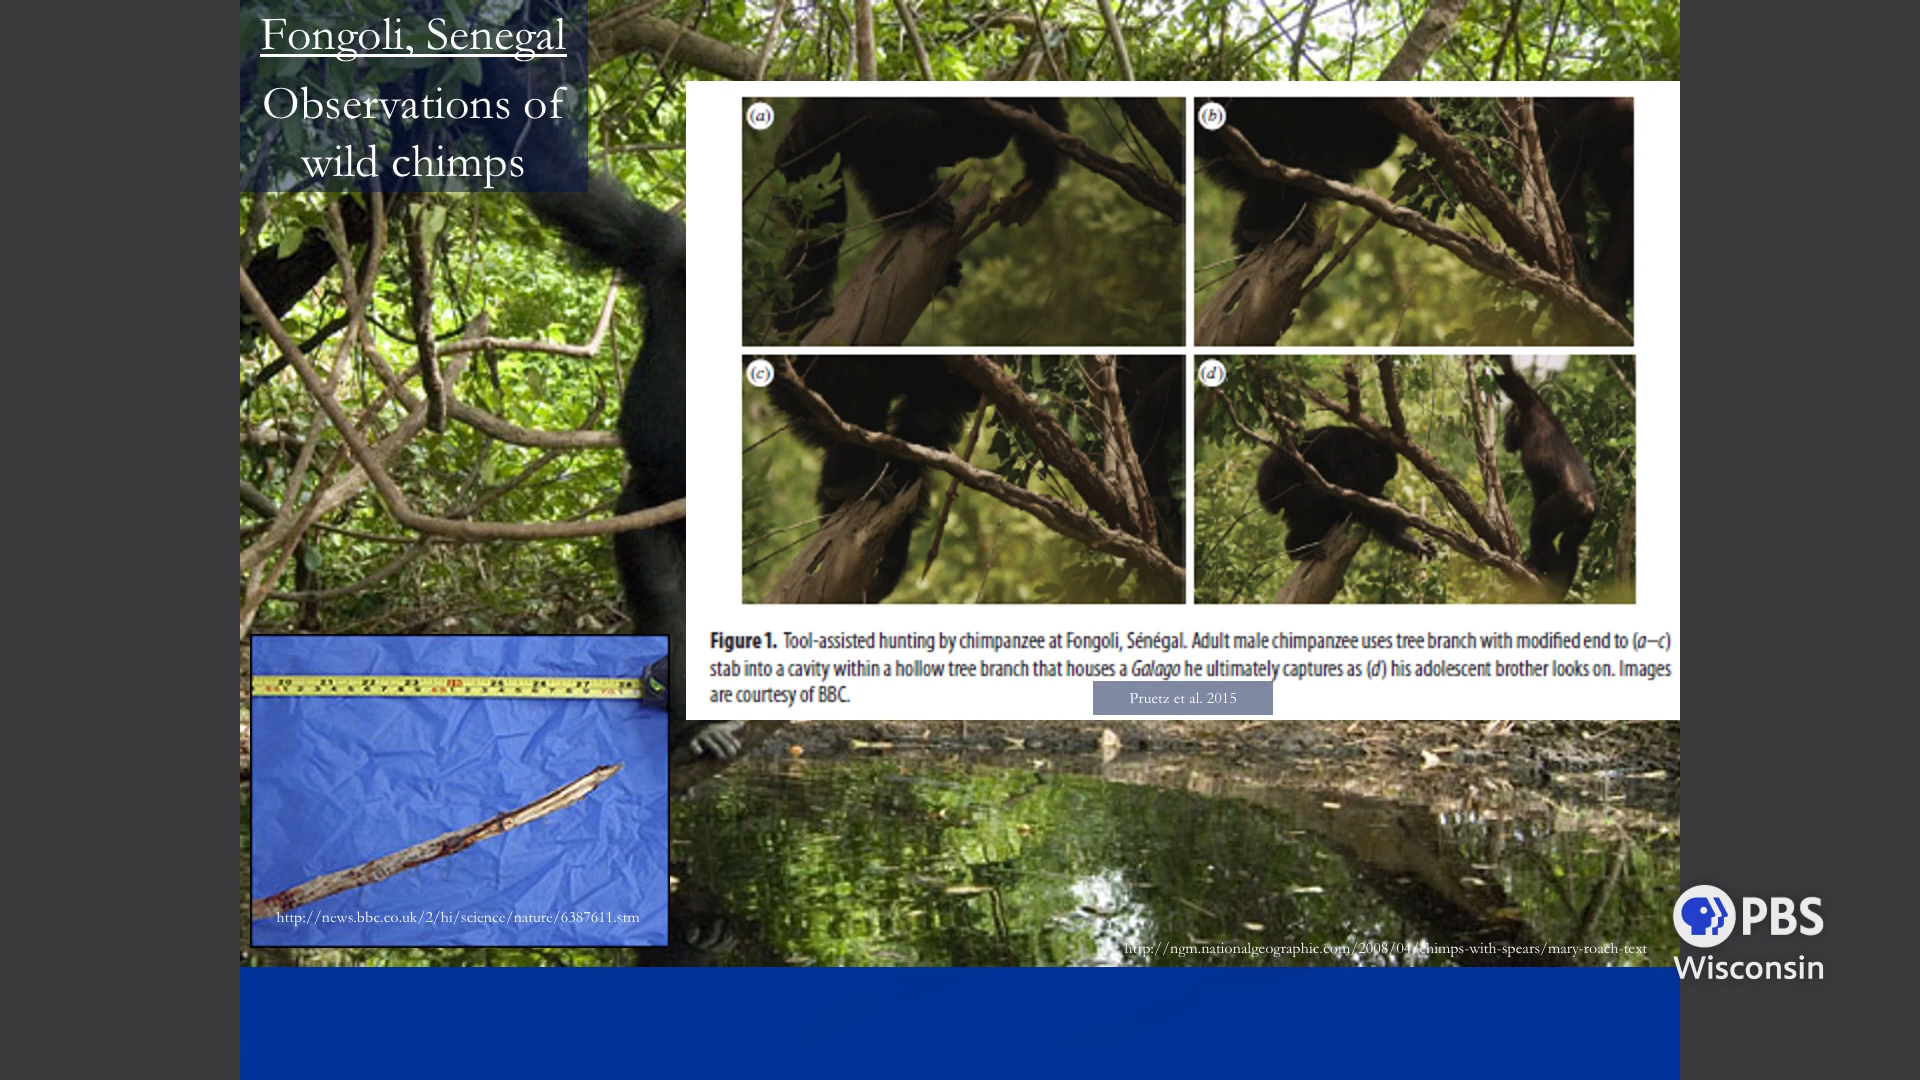 Fongoli, Senegal
Observations of
wild chimps
(a)
(b)
(c)
(d)
Figure 1. Tool-assisted hunting by chimpanzee at Fongoli, Sénégal. Adult male chimpanzee uses tree branch with modified end to (a–c)
stab into a cavity within a hollow tree branch that houses a Galago he ultimately captures as (d) his adolescent brother looks on. Images
are courtesy of BBC.
Pruetz et al. 2015
http://news.bbc.co.uk/2/hi/science/nature/6387611.stm
http://ngm.nationalgeographic.com/2008/04/chimps-with-spears/mary-roach-text
PBS
Wisconsin